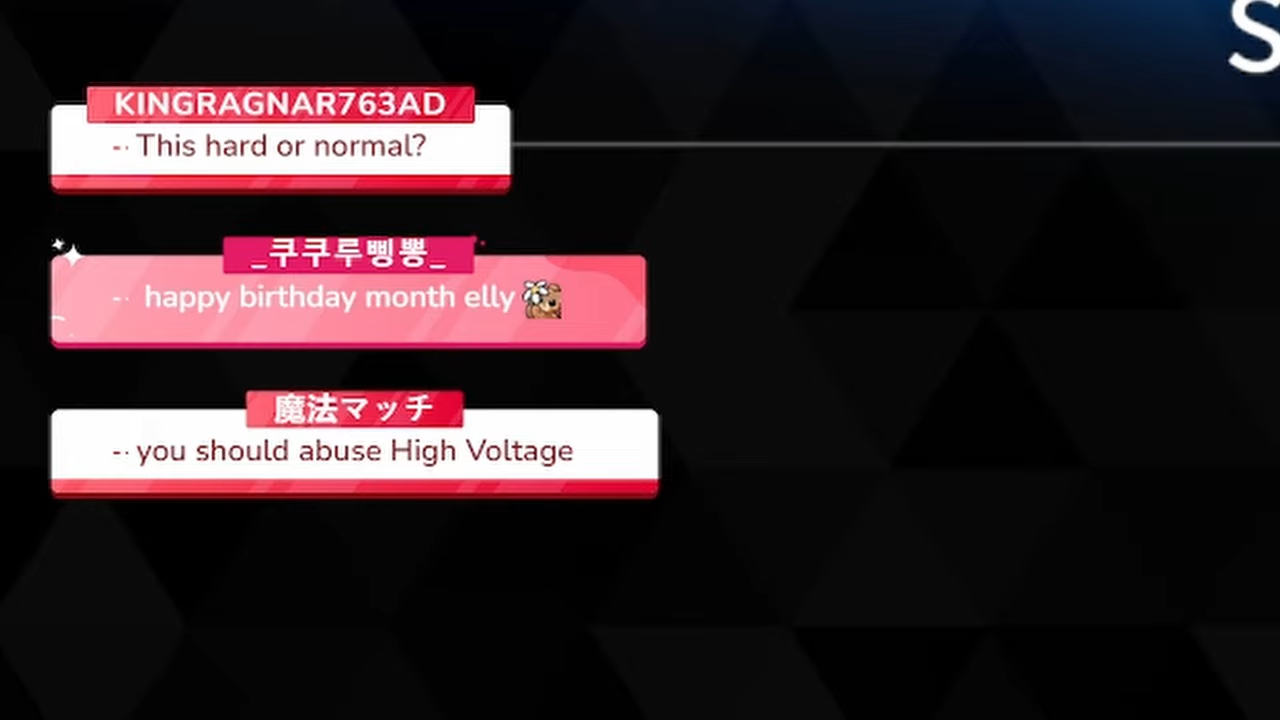 S
KINGRAGNAR763AD
-· This hard or normal?
_쿠쿠루삥뽕_
-· happy birthday month elly
魔法マッチ
-· you should abuse High Voltage